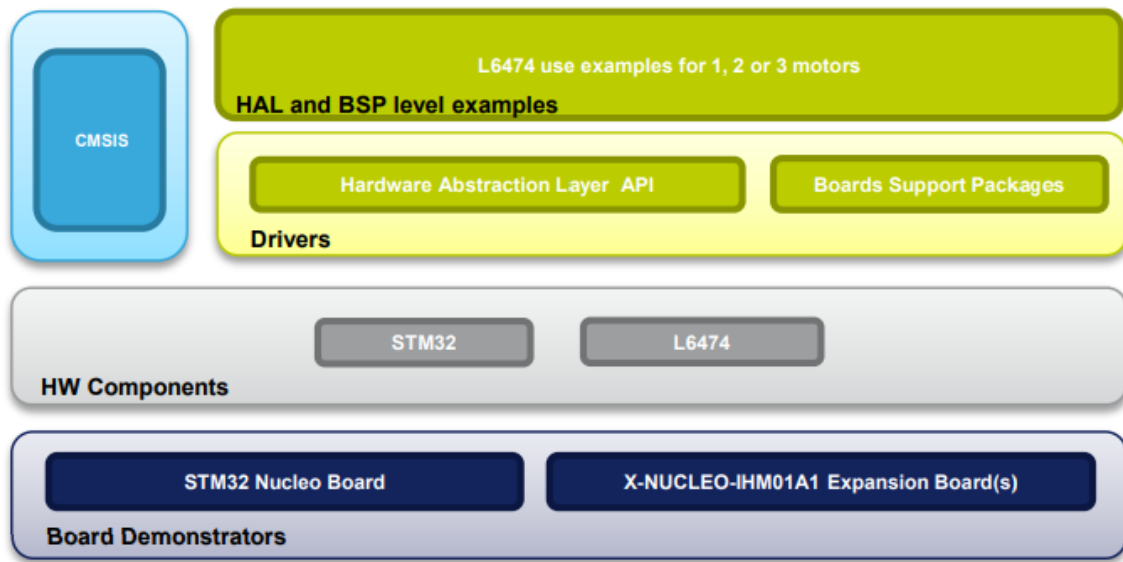 L6474 use examples for 1, 2 or 3 motors
HAL and BSP level examples
CMSIS
Hardware Abstraction Layer API
Boards Support Packages
Drivers
STM32
L6474
HW Components
STM32 Nucleo Board
X-NUCLEO-IHM01A1 Expansion Board(s)
Board Demonstrators